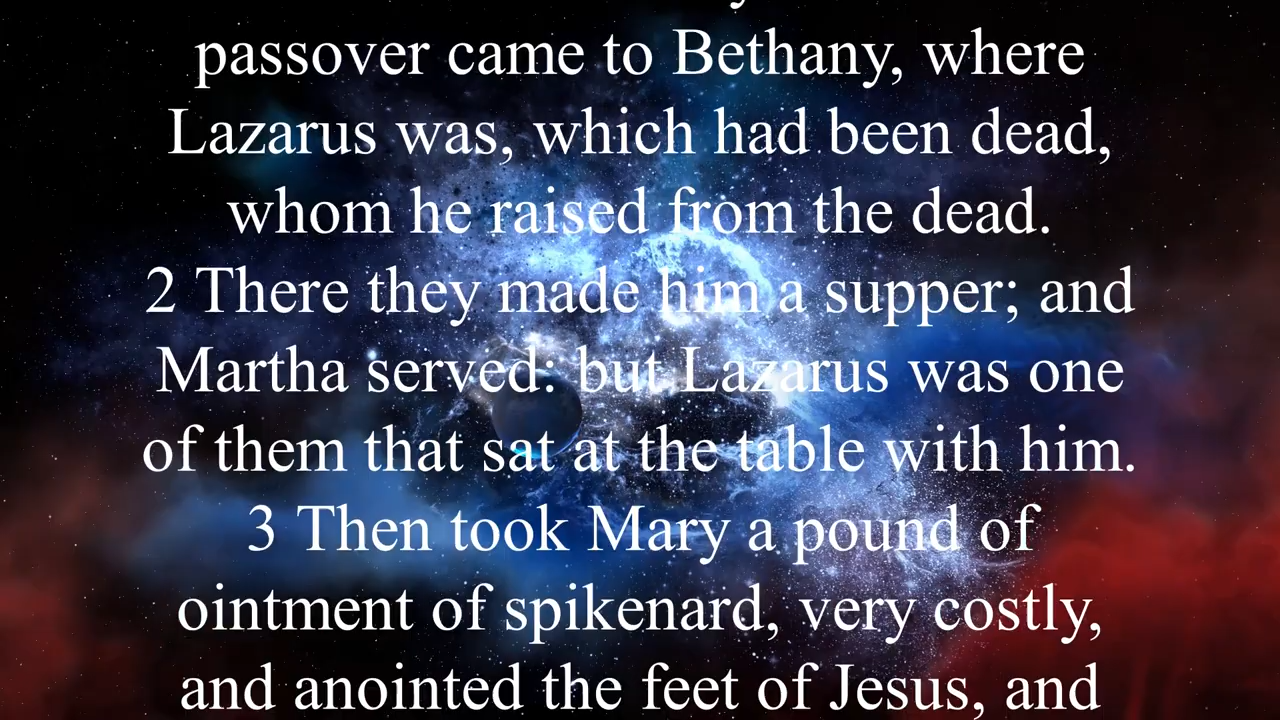 passover came to Bethany, where
Lazarus was, which had been dead,
whom he raised from the dead.
2 There they made him a supper; and
Martha served: but Lazarus was one
of them that sat at the table with him.
3 Then took Mary a pound of
ointment of spikenard, very costly,
and anointed the feet of Jesus, and